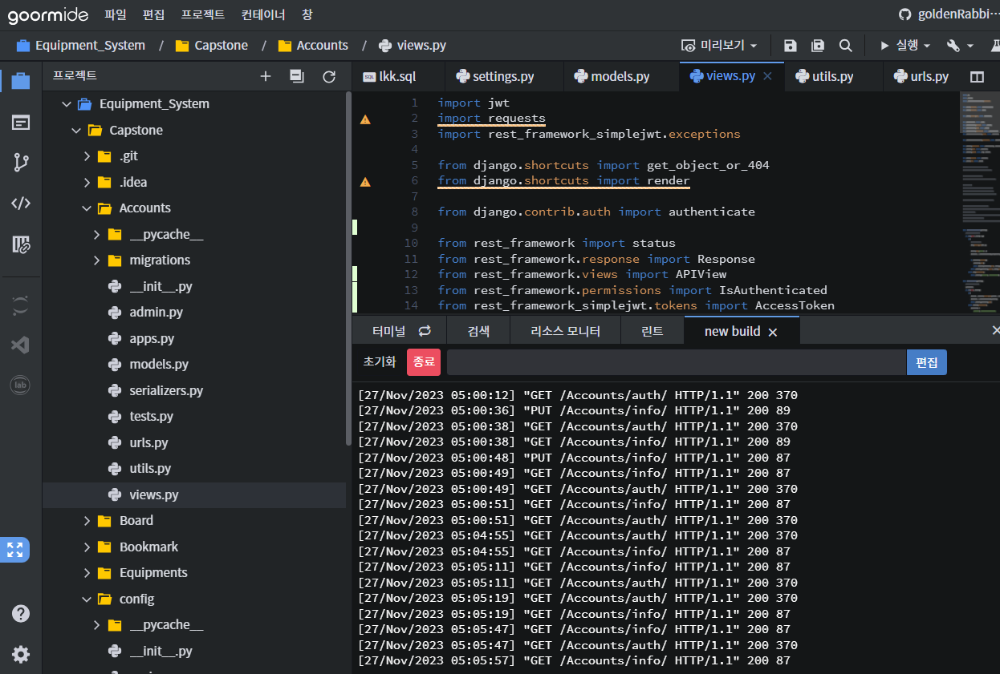 goormide 파일 편집 프로젝트 컨테이너 창 goldenRabbi···
Equipment_System / Capstone / Accounts / views.py 미리보기 실행
프로젝트
Equipment_System
Capstone
.git
.idea
Accounts
__pycache__
migrations
__init__.py
admin.py
apps.py
models.py
serializers.py
tests.py
urls.py
utils.py
views.py
Board
Bookmark
Equipments
config
__pycache__
__init__.py
lab
SQL lkk.sql settings.py models.py views.py utils.py urls.py
1 import jwt
2 import requests
3 import rest_framework_simplejwt.exceptions
4
5 from django.shortcuts import get_object_or_404
6 from django.shortcuts import render
7
8 from django.contrib.auth import authenticate
9
10 from rest_framework import status
11 from rest_framework.response import Response
12 from rest_framework.views import APIView
13 from rest_framework.permissions import IsAuthenticated
14 from rest_framework_simplejwt.tokens import AccessToken
터미널 검색 리소스 모니터 린트 new build
초기화 종료 편집
[27/Nov/2023 05:00:12] "GET /Accounts/auth/ HTTP/1.1" 200 370
[27/Nov/2023 05:00:36] "PUT /Accounts/info/ HTTP/1.1" 200 89
[27/Nov/2023 05:00:38] "GET /Accounts/auth/ HTTP/1.1" 200 370
[27/Nov/2023 05:00:38] "GET /Accounts/info/ HTTP/1.1" 200 89
[27/Nov/2023 05:00:48] "PUT /Accounts/info/ HTTP/1.1" 200 87
[27/Nov/2023 05:00:49] "GET /Accounts/info/ HTTP/1.1" 200 87
[27/Nov/2023 05:00:49] "GET /Accounts/auth/ HTTP/1.1" 200 370
[27/Nov/2023 05:00:51] "GET /Accounts/info/ HTTP/1.1" 200 87
[27/Nov/2023 05:00:51] "GET /Accounts/auth/ HTTP/1.1" 200 370
[27/Nov/2023 05:04:55] "GET /Accounts/auth/ HTTP/1.1" 200 370
[27/Nov/2023 05:04:55] "GET /Accounts/info/ HTTP/1.1" 200 87
[27/Nov/2023 05:05:11] "GET /Accounts/info/ HTTP/1.1" 200 87
[27/Nov/2023 05:05:11] "GET /Accounts/auth/ HTTP/1.1" 200 370
[27/Nov/2023 05:05:19] "GET /Accounts/auth/ HTTP/1.1" 200 370
[27/Nov/2023 05:05:19] "GET /Accounts/info/ HTTP/1.1" 200 87
[27/Nov/2023 05:05:47] "GET /Accounts/info/ HTTP/1.1" 200 87
[27/Nov/2023 05:05:47] "GET /Accounts/auth/ HTTP/1.1" 200 370
[27/Nov/2023 05:05:57] "GET /Accounts/info/ HTTP/1.1" 200 87